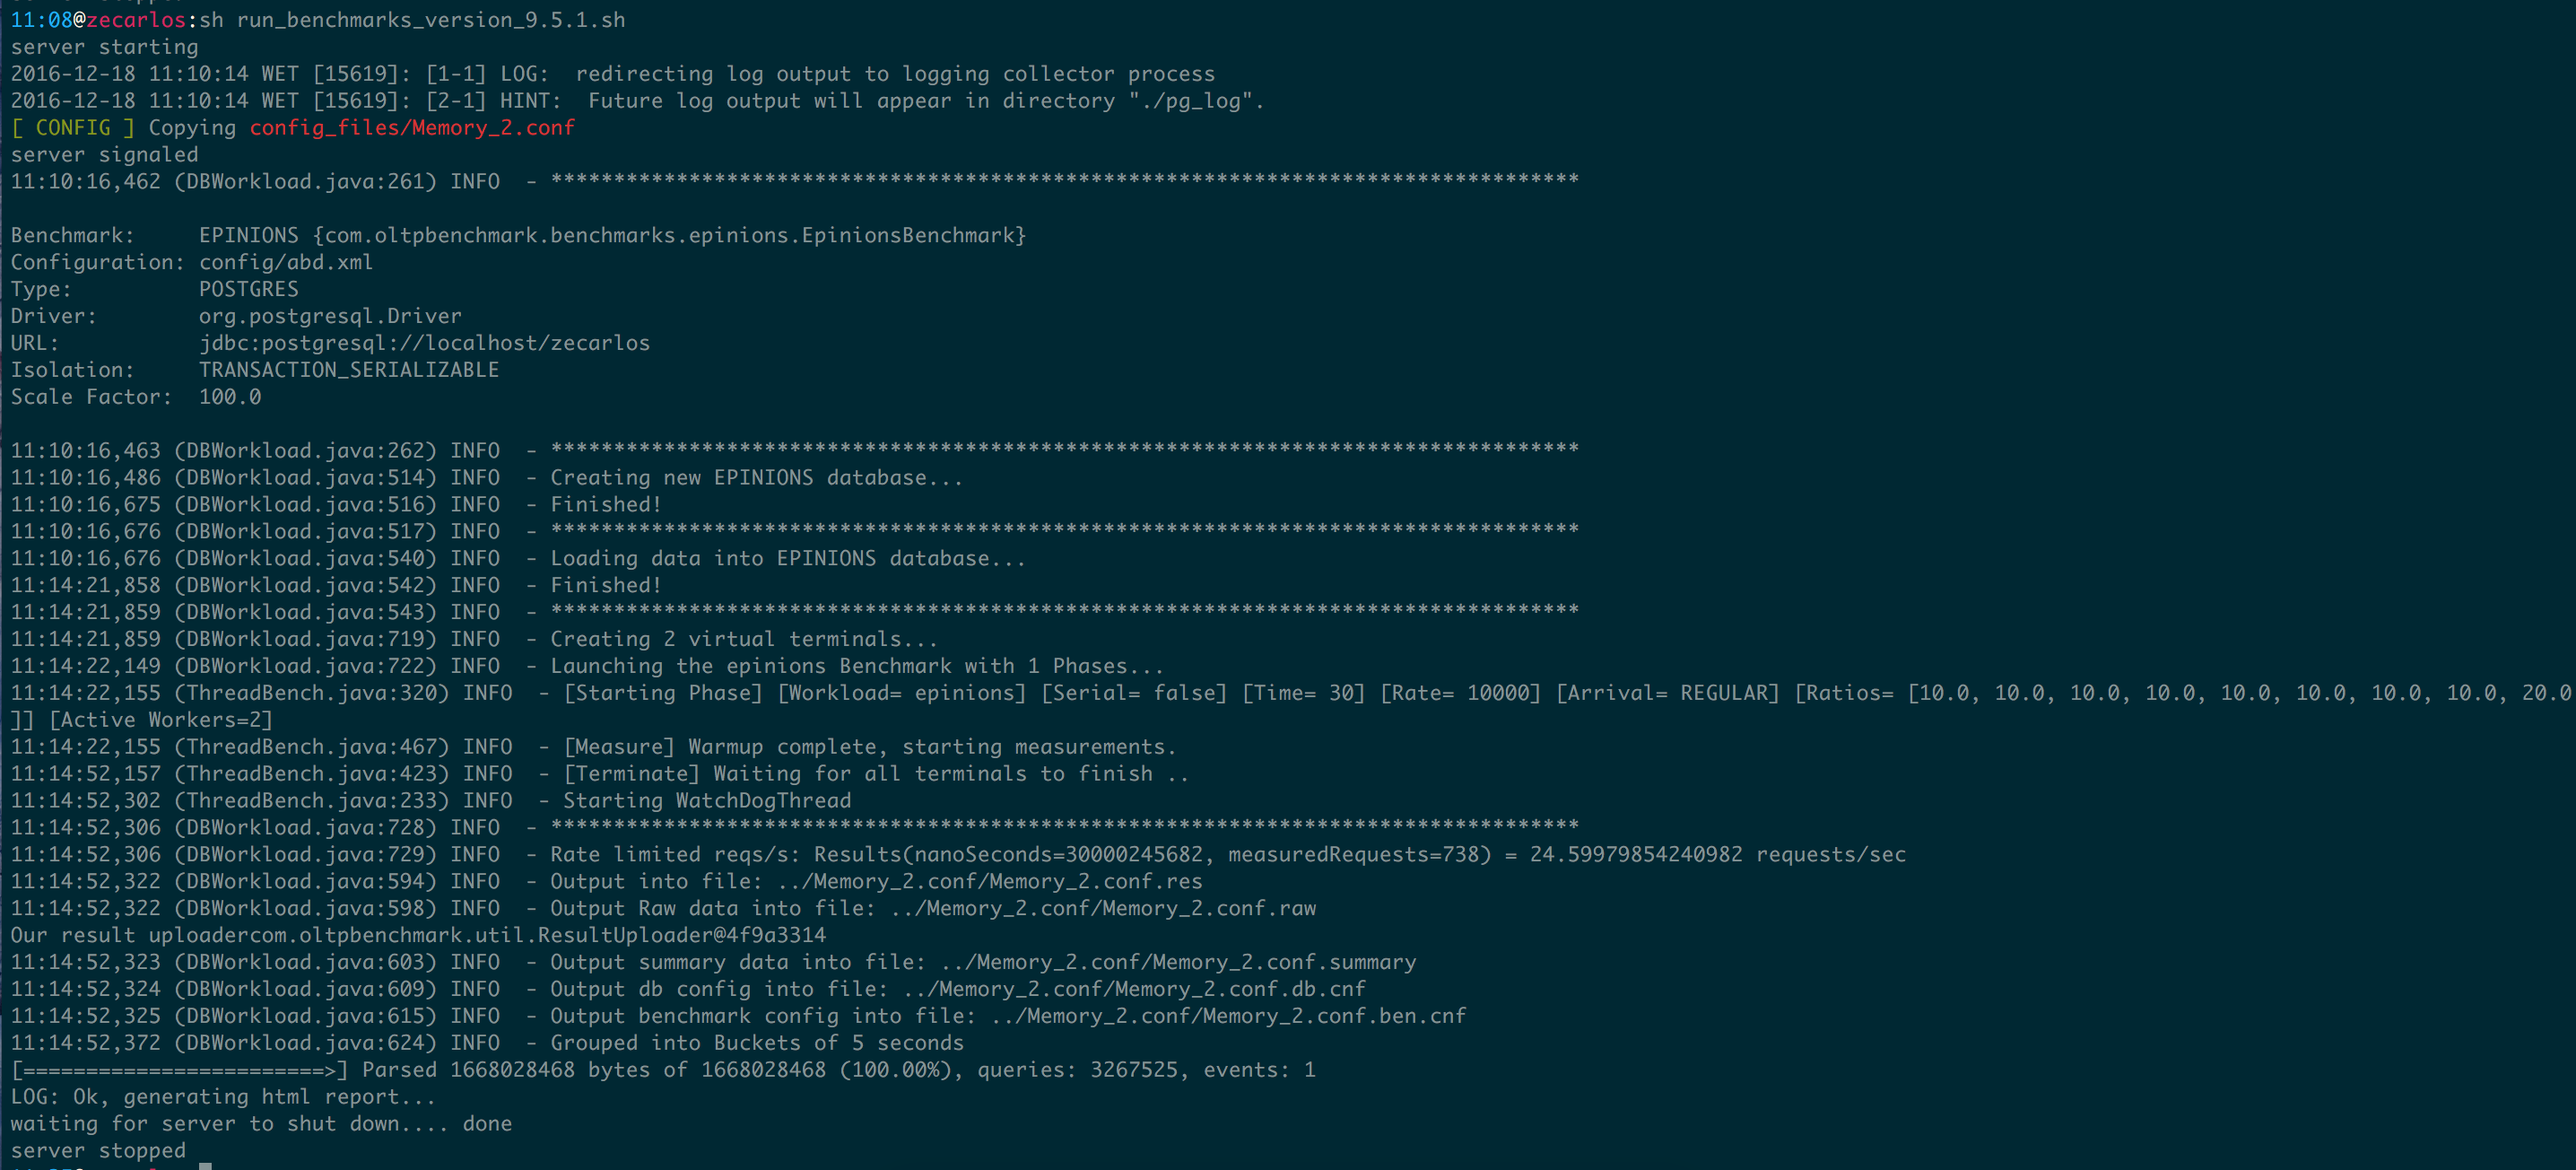 11:08@zecarlos:sh run_benchmarks_version_9.5.1.sh
server starting
2016-12-18 11:10:14 WET [15619]: [1-1] LOG:  redirecting log output to logging collector process
2016-12-18 11:10:14 WET [15619]: [2-1] HINT:  Future log output will appear in directory "./pg_log".
[ CONFIG ] Copying config_files/Memory_2.conf
server signaled
11:10:16,462 (DBWorkload.java:261) INFO  - **********************************************************************************
Benchmark:     EPINIONS {com.oltpbenchmark.benchmarks.epinions.EpinionsBenchmark}
Configuration: config/abd.xml
Type:          POSTGRES
Driver:        org.postgresql.Driver
URL:           jdbc:postgresql://localhost/zecarlos
Isolation:     TRANSACTION_SERIALIZABLE
Scale Factor:  100.0
11:10:16,463 (DBWorkload.java:262) INFO  - **********************************************************************************
11:10:16,486 (DBWorkload.java:514) INFO  - Creating new EPINIONS database...
11:10:16,675 (DBWorkload.java:516) INFO  - Finished!
11:10:16,676 (DBWorkload.java:517) INFO  - **********************************************************************************
11:10:16,676 (DBWorkload.java:540) INFO  - Loading data into EPINIONS database...
11:14:21,858 (DBWorkload.java:542) INFO  - Finished!
11:14:21,859 (DBWorkload.java:543) INFO  - **********************************************************************************
11:14:21,859 (DBWorkload.java:719) INFO  - Creating 2 virtual terminals...
11:14:22,149 (DBWorkload.java:722) INFO  - Launching the epinions Benchmark with 1 Phases...
11:14:22,155 (ThreadBench.java:320) INFO  - [Starting Phase] [Workload= epinions] [Serial= false] [Time= 30] [Rate= 10000] [Arrival= REGULAR] [Ratios= [10.0, 10.0, 10.0, 10.0, 10.0, 10.0, 10.0, 10.0, 20.0
]] [Active Workers=2]
11:14:22,155 (ThreadBench.java:467) INFO  - [Measure] Warmup complete, starting measurements.
11:14:52,157 (ThreadBench.java:423) INFO  - [Terminate] Waiting for all terminals to finish ..
11:14:52,302 (ThreadBench.java:233) INFO  - Starting WatchDogThread
11:14:52,306 (DBWorkload.java:728) INFO  - **********************************************************************************
11:14:52,306 (DBWorkload.java:729) INFO  - Rate limited reqs/s: Results(nanoSeconds=30000245682, measuredRequests=738) = 24.59979854240982 requests/sec
11:14:52,322 (DBWorkload.java:594) INFO  - Output into file: ../Memory_2.conf/Memory_2.conf.res
11:14:52,322 (DBWorkload.java:598) INFO  - Output Raw data into file: ../Memory_2.conf/Memory_2.conf.raw
Our result uploadercom.oltpbenchmark.util.ResultUploader@4f9a3314
11:14:52,323 (DBWorkload.java:603) INFO  - Output summary data into file: ../Memory_2.conf/Memory_2.conf.summary
11:14:52,324 (DBWorkload.java:609) INFO  - Output db config into file: ../Memory_2.conf/Memory_2.conf.db.cnf
11:14:52,325 (DBWorkload.java:615) INFO  - Output benchmark config into file: ../Memory_2.conf/Memory_2.conf.ben.cnf
11:14:52,372 (DBWorkload.java:624) INFO  - Grouped into Buckets of 5 seconds
[========================>] Parsed 1668028468 bytes of 1668028468 (100.00%), queries: 3267525, events: 1
LOG: Ok, generating html report...
waiting for server to shut down.... done
server stopped